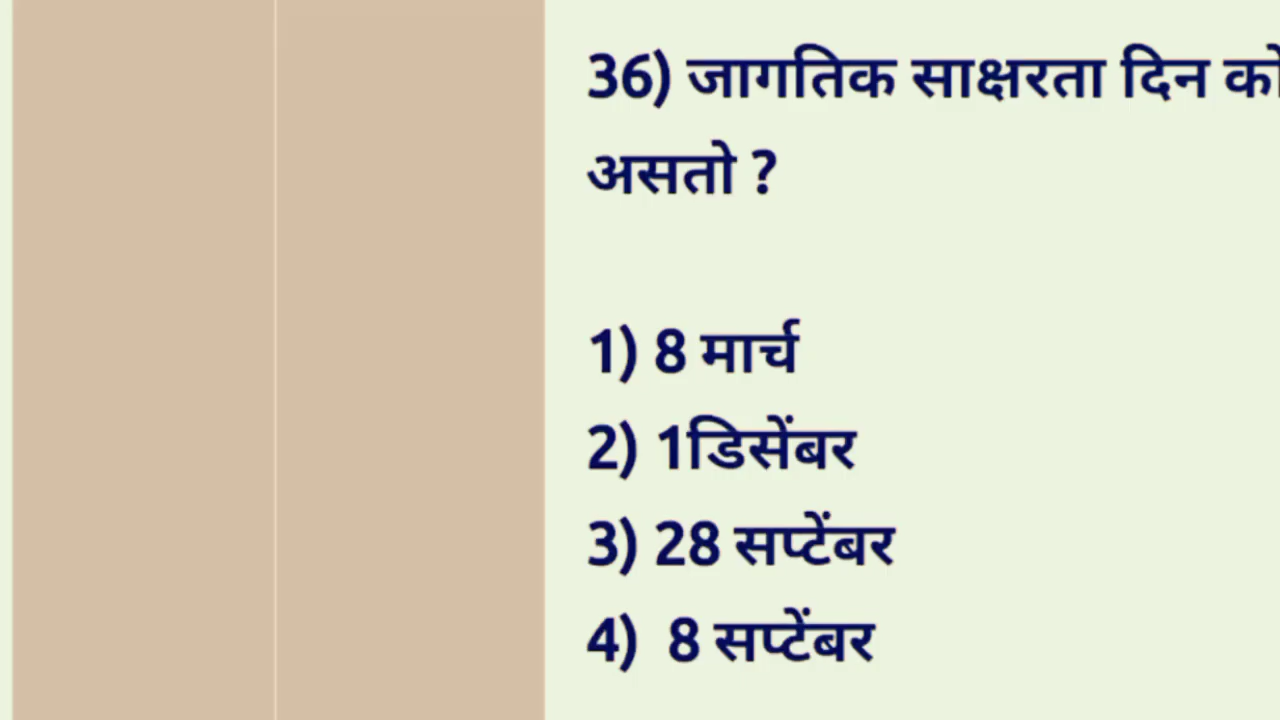 36) जागतिक साक्षरता दिन
असतो ?
1) 8 मार्च
2) 1डिसेंबर
3) 28 सप्टेंबर
4) 8 सप्टेंबर